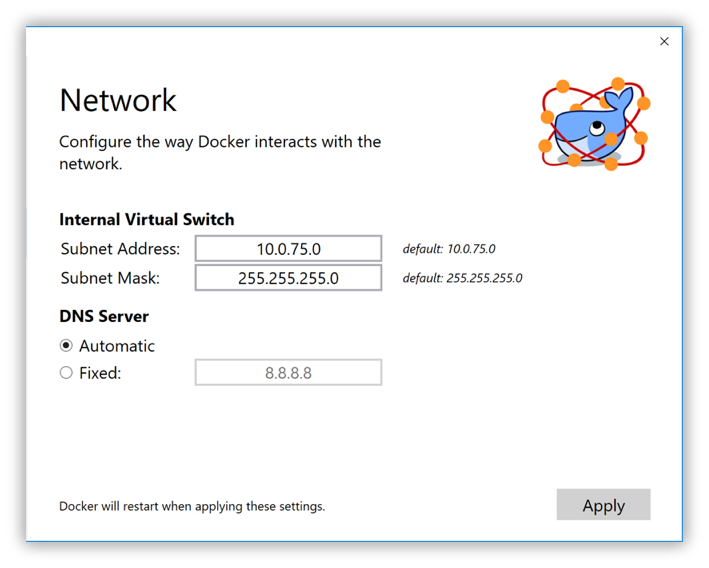 Network
Configure the way Docker interacts with the
network.
Internal Virtual Switch
Subnet Address: 10.0.75.0 default: 10.0.75.0
Subnet Mask: 255.255.255.0 default: 255.255.255.0
DNS Server
Automatic
Fixed: 8.8.8.8
Docker will restart when applying these settings. Apply